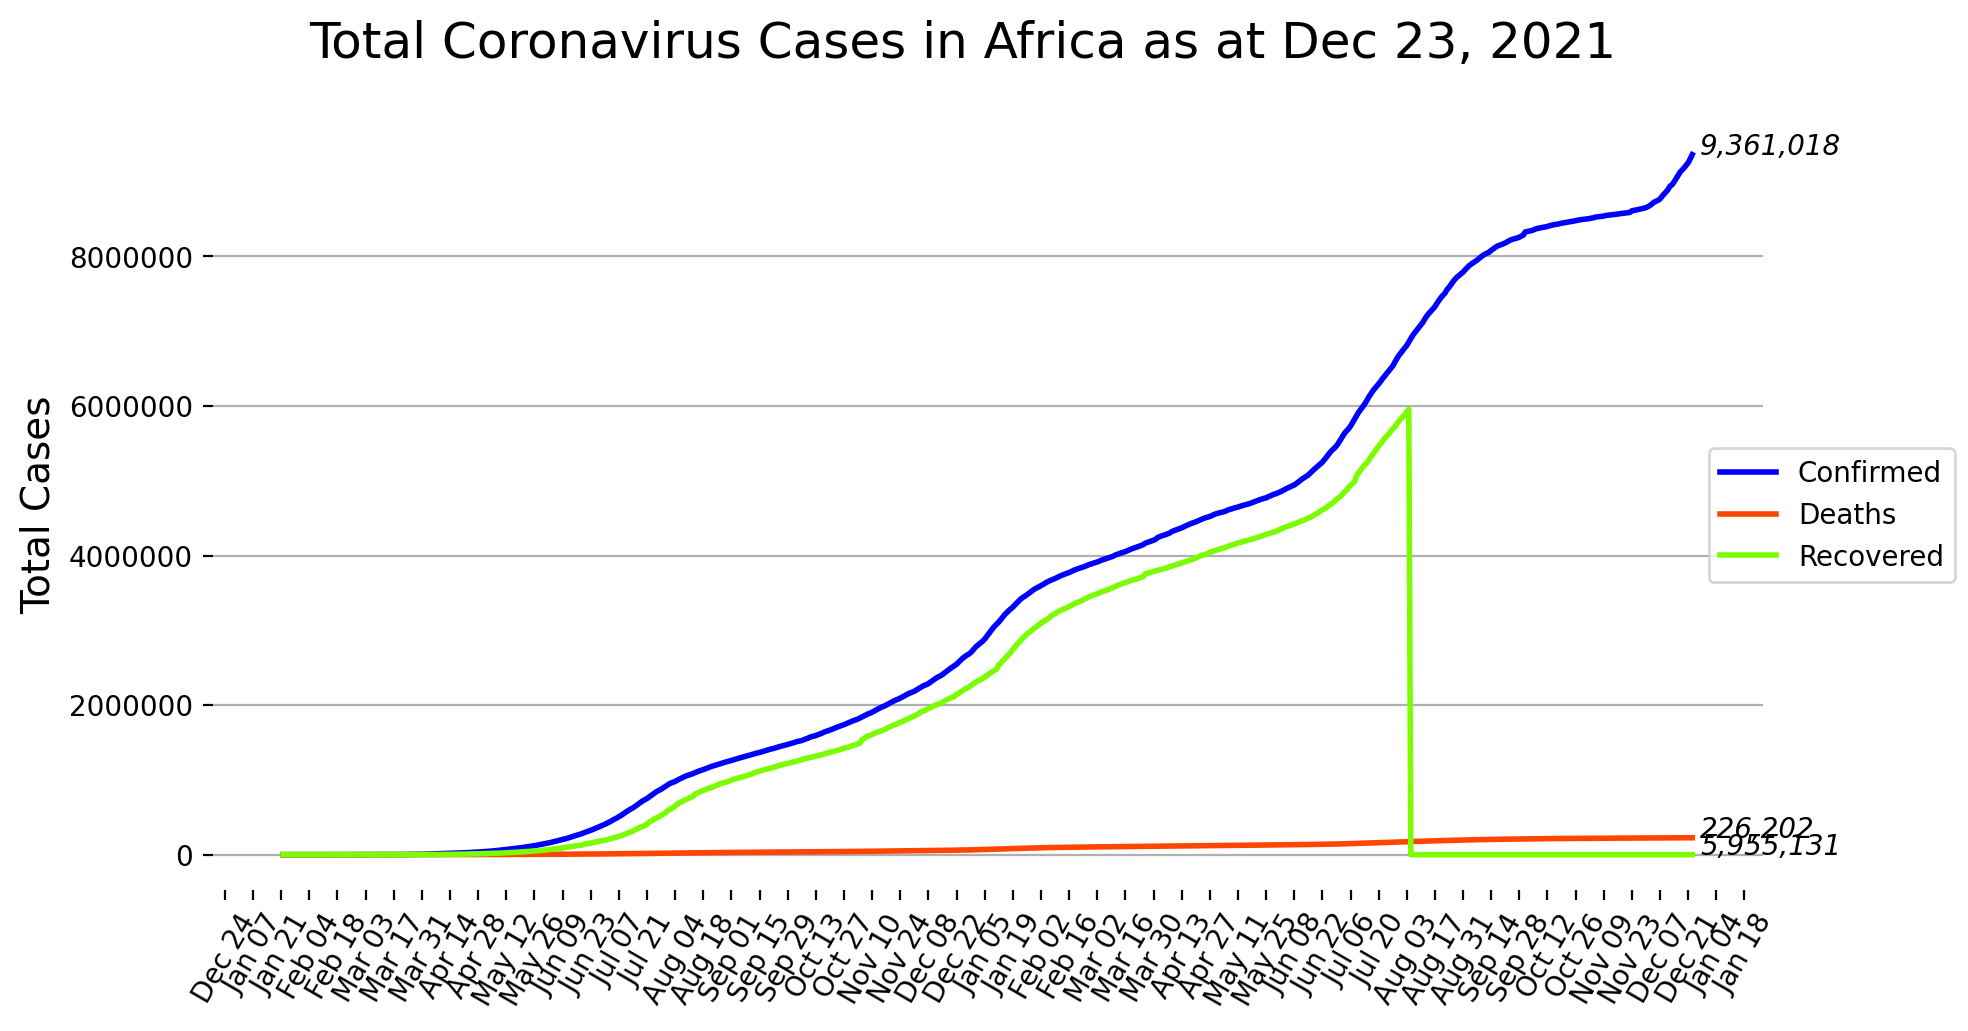 Total Coronavirus Cases in Africa as at Dec 23, 2021
Total Cases
8000000
6000000
4000000
2000000
0
9,361,018
226,202
5,955,131
Confirmed
Deaths
Recovered
Dec 24
Jan 07
Jan 21
Feb 04
Feb 18
Mar 03
Mar 17
Mar 31
Apr 14
Apr 28
May 12
May 26
Jun 09
Jun 23
Jul 07
Jul 21
Aug 04
Aug 18
Sep 01
Sep 15
Sep 29
Oct 13
Oct 27
Nov 10
Nov 24
Dec 08
Dec 22
Jan 05
Jan 19
Feb 02
Feb 16
Mar 02
Mar 16
Mar 30
Apr 13
Apr 27
May 11
May 25
Jun 08
Jun 22
Jul 06
Jul 20
Aug 03
Aug 17
Aug 31
Sep 14
Sep 28
Oct 12
Oct 26
Nov 09
Nov 23
Dec 07
Dec 21
Jan 04
Jan 18